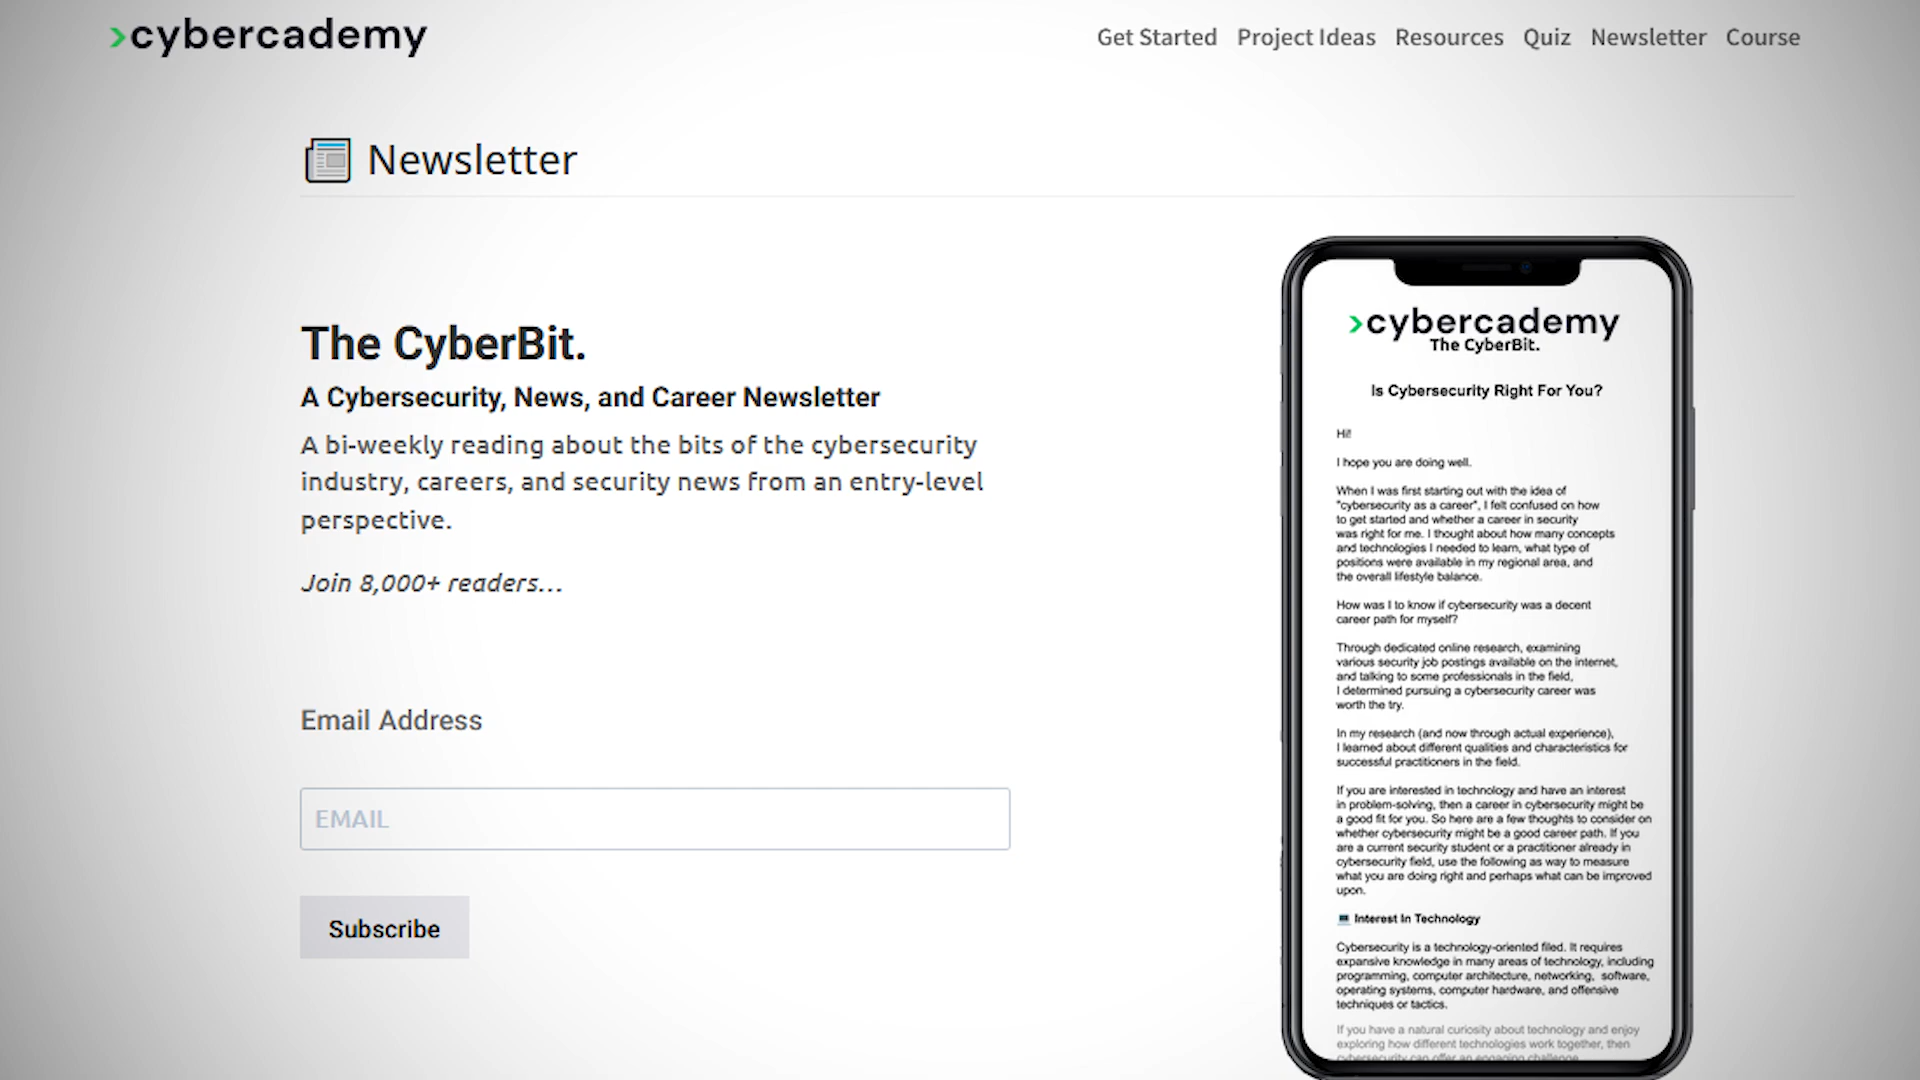 >cybercademy
Get Started Project Ideas Resources Quiz Newsletter Course
Newsletter
The CyberBit.
A Cybersecurity, News, and Career Newsletter
A bi-weekly reading about the bits of the cybersecurity
industry, careers, and security news from an entry-level
perspective.
Join 8,000+ readers...
Email Address
EMAIL
Subscribe
>cybercademy
The CyberBit.
Is Cybersecurity Right For You?
Hi!
I hope you are doing well.
When I was first starting out with the idea of
"cybersecurity as a career", I felt confused on how
to get started and whether a career in security
was right for me. I thought about how many concepts
and technologies I needed to learn, what type of
positions were available in my regional area, and
the overall lifestyle balance.
How was I to know if cybersecurity was a decent
career path for myself?
Through dedicated online research, examining
various security job postings available on the internet,
and talking to some professionals in the field,
I determined pursuing a cybersecurity career was
worth the try.
In my research (and now through actual experience),
I learned about different qualities and characteristics for
successful practitioners in the field.
If you are interested in technology and have an interest
in problem-solving, then a career in cybersecurity might be
a good fit for you. So here are a few thoughts to consider on
whether cybersecurity might be a good career path. If you
are a current security student or a practitioner already in
cybersecurity field, use the following as way to measure
what you are doing right and perhaps what can be improved
upon.
Interest In Technology
Cybersecurity is a technology-oriented filed. It requires
expansive knowledge in many areas of technology, including
programming, computer architecture, networking, software,
operating systems, computer hardware, and offensive
techniques or tactics.
If you have a natural curiosity about technology and enjoy
exploring how different technologies work together, then
cybersecurity can offer an engaging challenge